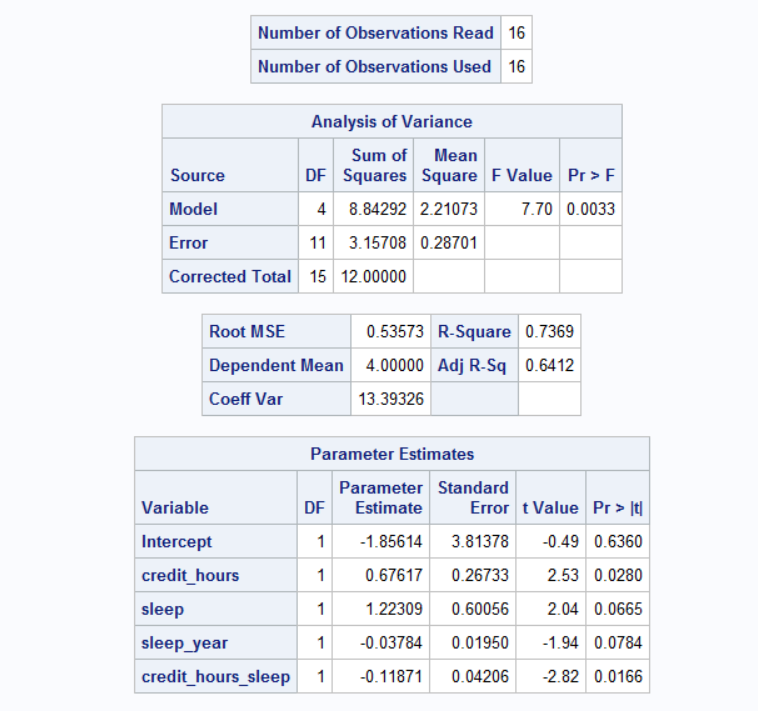 Number of Observations Read 16
Number of Observations Used 16
Analysis of Variance
Source DF Sum of Squares Mean Square F Value Pr > F
Model 4 8.84292 2.21073 7.70 0.0033
Error 11 3.15708 0.28701
Corrected Total 15 12.00000
Root MSE 0.53573 R-Square 0.7369
Dependent Mean 4.00000 Adj R-Sq 0.6412
Coeff Var 13.39326
Parameter Estimates
Variable DF Parameter Estimate Standard Error t Value Pr > |t|
Intercept 1 -1.85614 3.81378 -0.49 0.6360
credit_hours 1 0.67617 0.26733 2.53 0.0280
sleep 1 1.22309 0.60056 2.04 0.0665
sleep_year 1 -0.03784 0.01950 -1.94 0.0784
credit_hours_sleep 1 -0.11871 0.04206 -2.82 0.0166